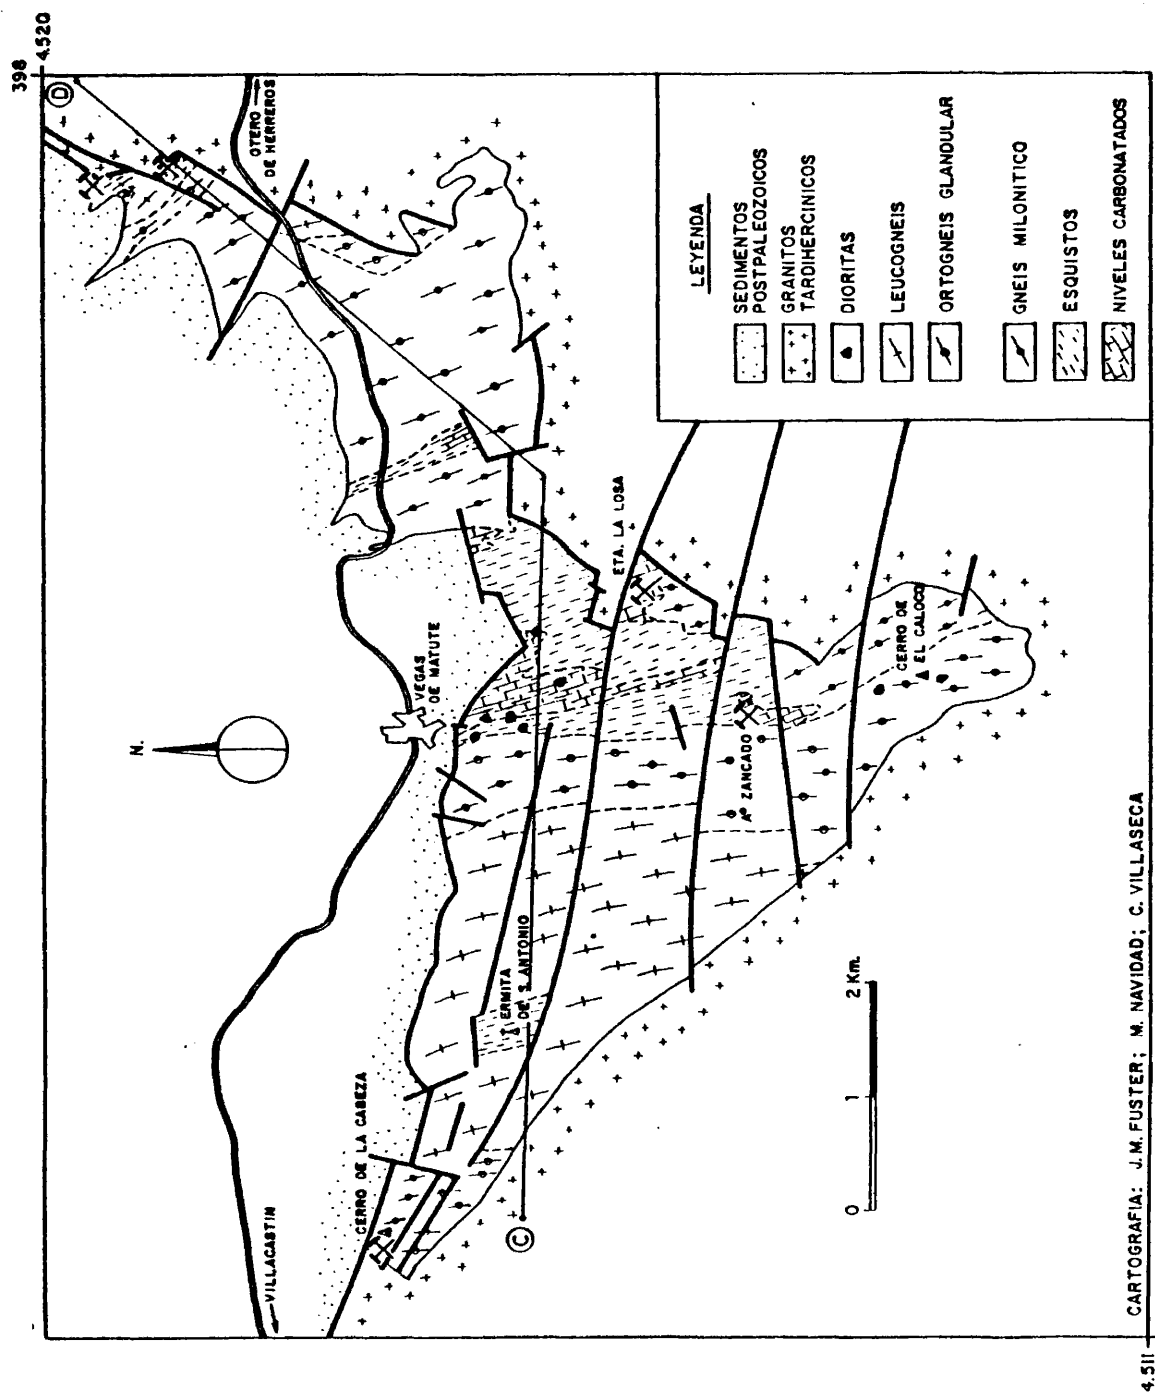 398
4.520
D
OTERO
DE HERREROS
N.
VEGAS
DE MATUTE
VILLACASTIN
CERRO DE LA CABEZA
ERMITA
DE S. ANTONIO
C
ETA. LA LOSA
Aº ZANCADO
CERRO DE
EL CALOCO
0 1 2 Km.
LEYENDA
SEDIMENTOS
POSTPALEOZOICOS
GRANITOS
TARDIHERCINICOS
DIORITAS
LEUCOGNEIS
ORTOGNEIS GLANDULAR
GNEIS MILONITICO
ESQUISTOS
NIVELES CARBONATADOS
CARTOGRAFIA: J.M. FUSTER; M. NAVIDAD; C. VILLASECA
4.511